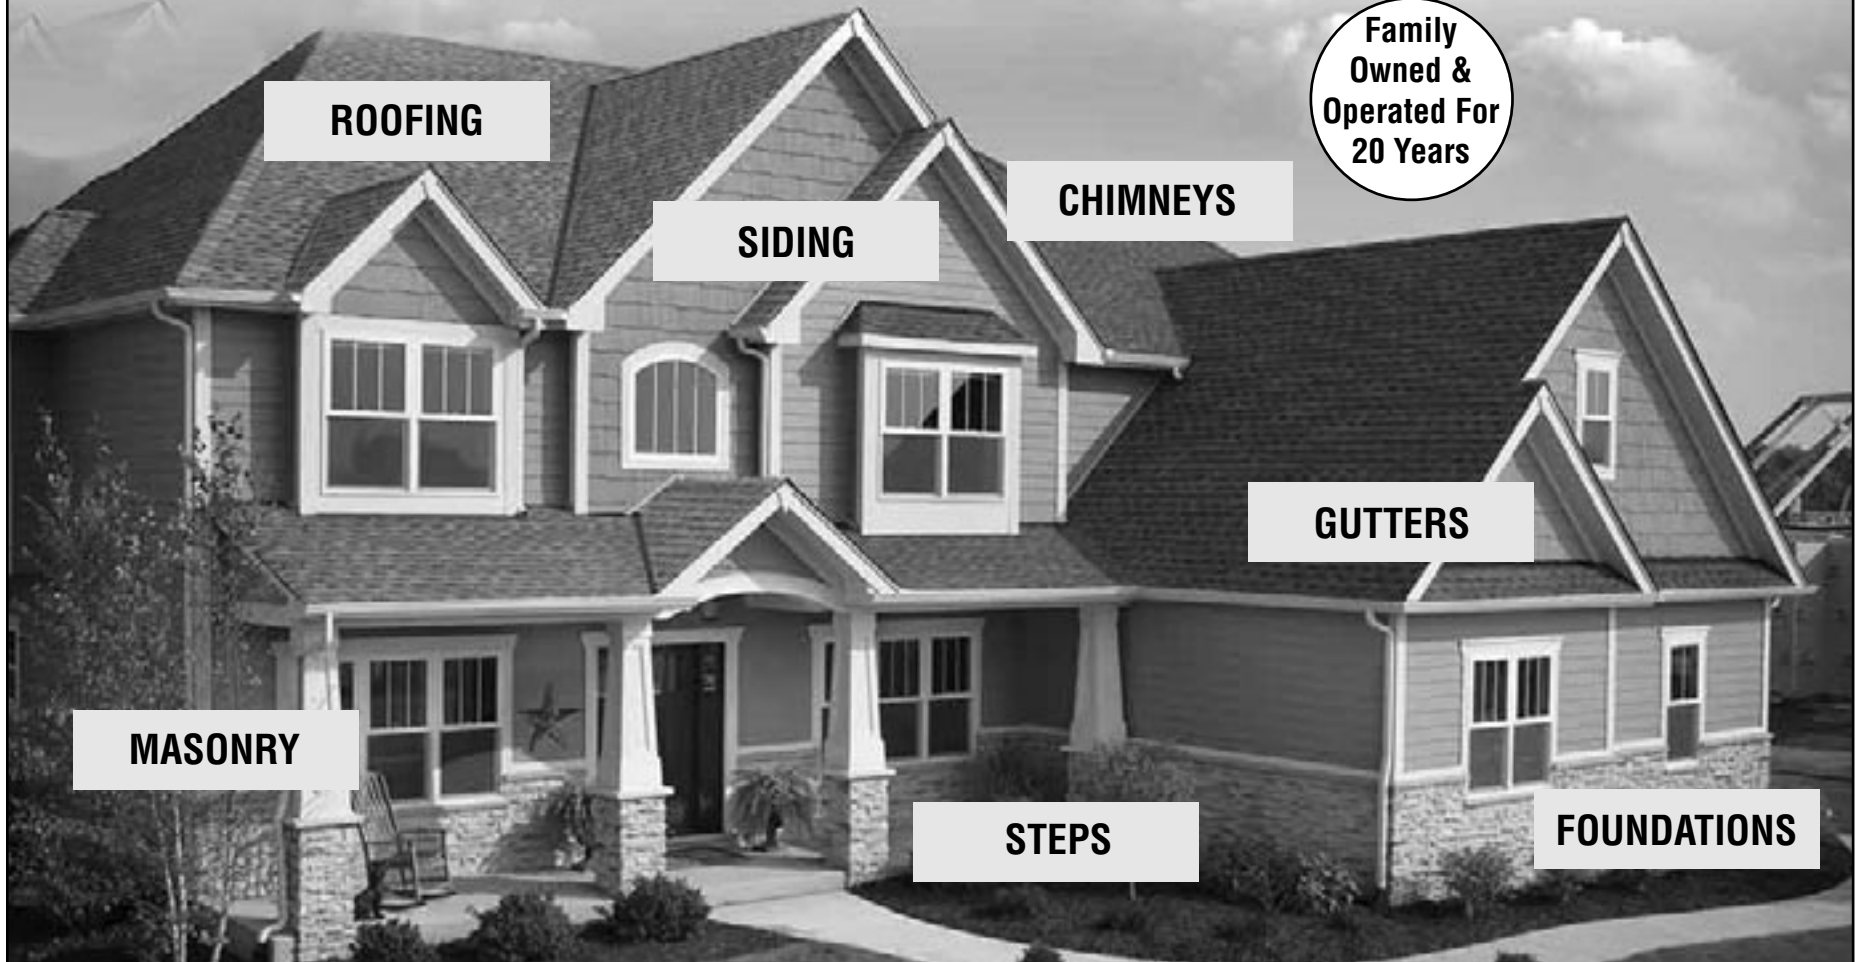 Family
Owned &
Operated For
20 Years
ROOFING
CHIMNEYS
SIDING
GUTTERS
MASONRY
STEPS
FOUNDATIONS